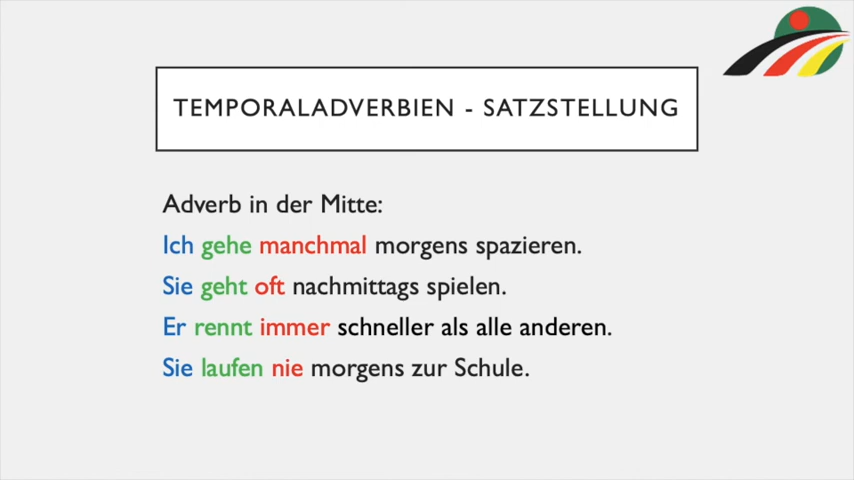 TEMPORALADVERBIEN - SATZSTELLUNG
Adverb in der Mitte:
Ich gehe manchmal morgens spazieren.
Sie geht oft nachmittags spielen.
Er rennt immer schneller als alle anderen.
Sie laufen nie morgens zur Schule.